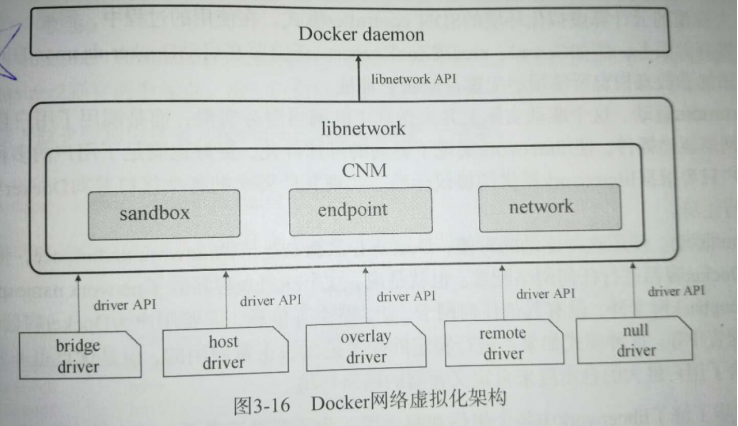 Docker daemon
libnetwork API
libnetwork
CNM
sandbox
endpoint
network
driver API
driver API
driver API
driver API
driver API
bridge driver
host driver
overlay driver
remote driver
null driver
图3-16 Docker网络虚拟化架构